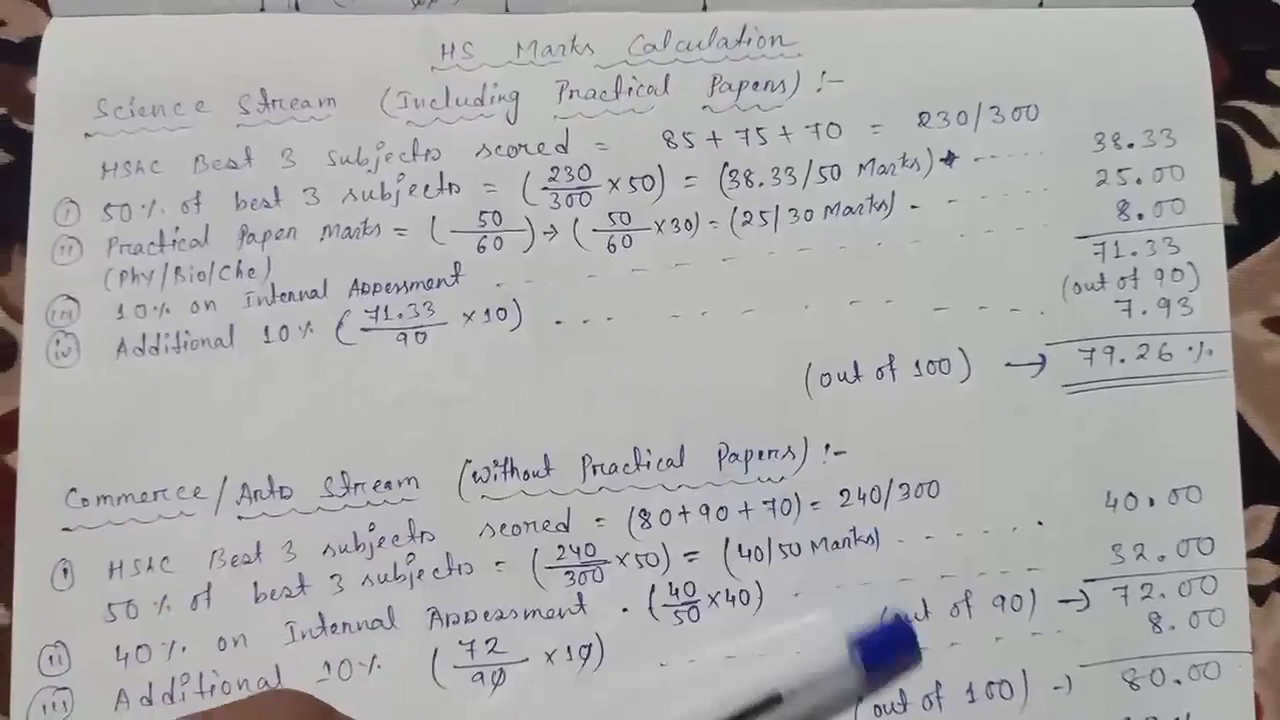 HS Marks Calculation
Science Stream (Including Practical Papers) :-
HSLC Best 3 subjects scored = 85 + 75 + 70 = 230/300
(i) 50% of best 3 subjects = (230/300 × 50) = (38.33/50 Marks) ..... 38.33
(ii) Practical Paper Marks = (50/60) → (50/60 × 30) = (25/30 Marks) - ..... 25.00
(Phy/Bio/Che)
(iii) 10% on Internal Assessment ..... 8.00
71.33
(out of 90)
(iv) Additional 10% (71.33/90 × 10) ..... 7.93
(out of 100) → 79.26 %
Commerce/Arts Stream (Without Practical Papers) :-
(i) HSLC Best 3 subjects scored = (80+90+70) = 240/300
50% of best 3 subjects = (240/300 × 50) = (40/50 Marks) ..... 40.00
(ii) 40% on Internal Assessment . (40/50 × 40) ..... 32.00
(out of 90) → 72.00
(iii) Additional 10% (72/90 × 10) ..... 8.00
(out of 100) → 80.00